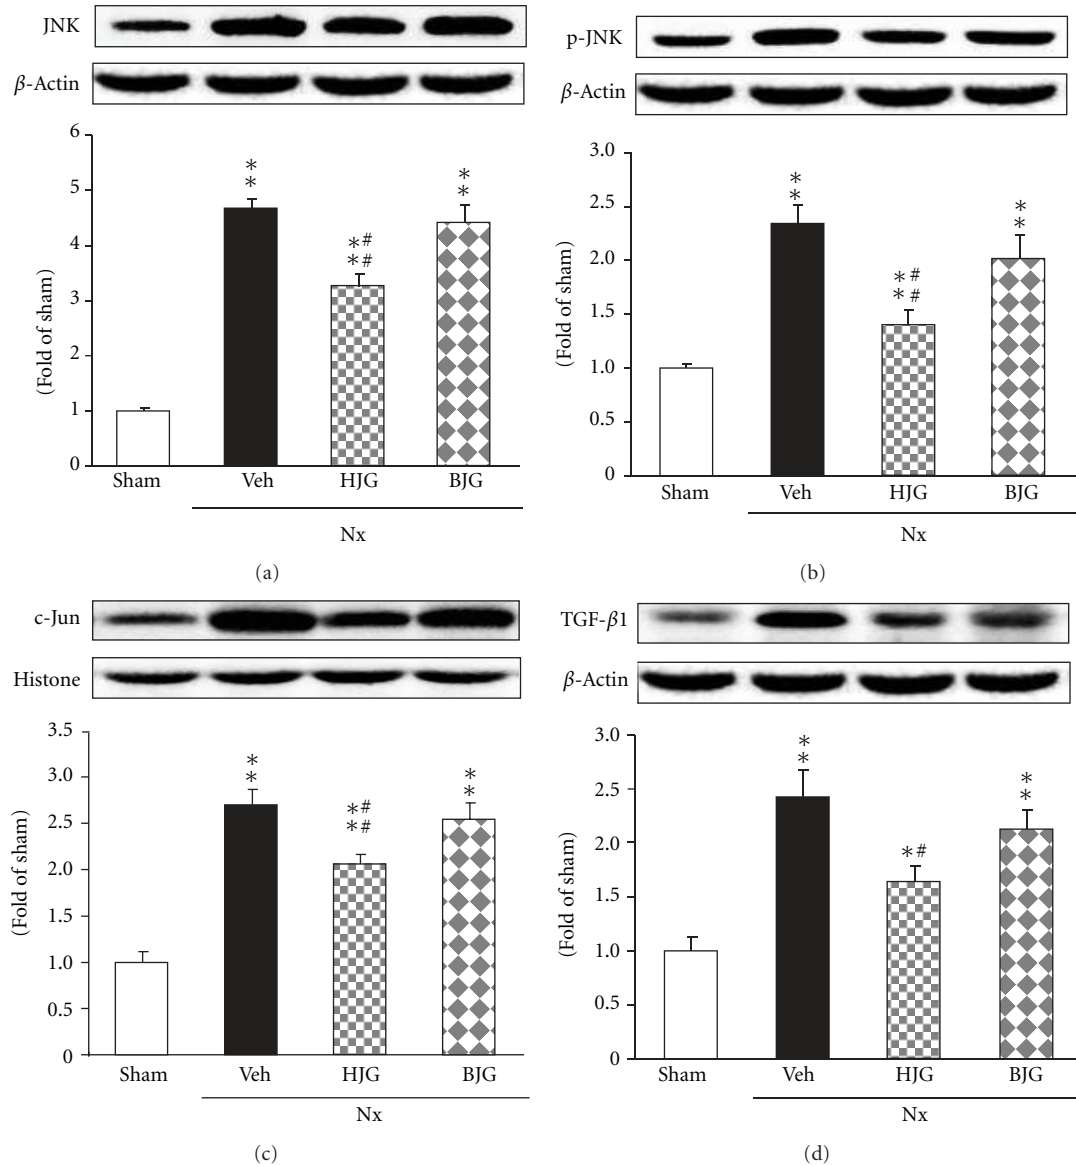 JNK
β-Actin
6
5
4
3
2
1
0
(Fold of sham)
**
**##
**
Sham Veh HJG BJG
Nx
(a)
p-JNK
β-Actin
3.0
2.5
2.0
1.5
1.0
0.5
0
(Fold of sham)
**
**##
**
Sham Veh HJG BJG
Nx
(b)
c-Jun
Histone
3.5
3.0
2.5
2.0
1.5
1.0
0.5
0
(Fold of sham)
**
**##
**
Sham Veh HJG BJG
Nx
(c)
TGF-β1
β-Actin
3.0
2.5
2.0
1.5
1.0
0.5
0
(Fold of sham)
**
*#
**
Sham Veh HJG BJG
Nx
(d)